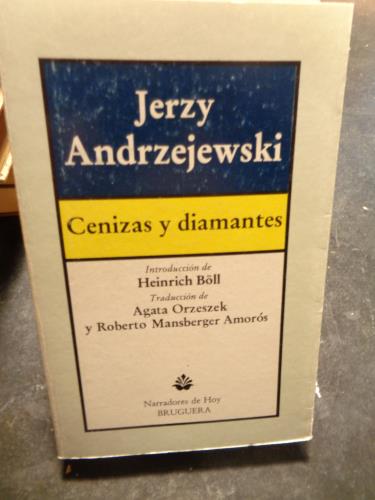 Jerzy
Andrzejewski
Cenizas y diamantes
Introducción de
Heinrich Böll
Traducción de
Agata Orzeszek
y Roberto Mansberger Amorós
Narradores de Hoy
BRUGUERA